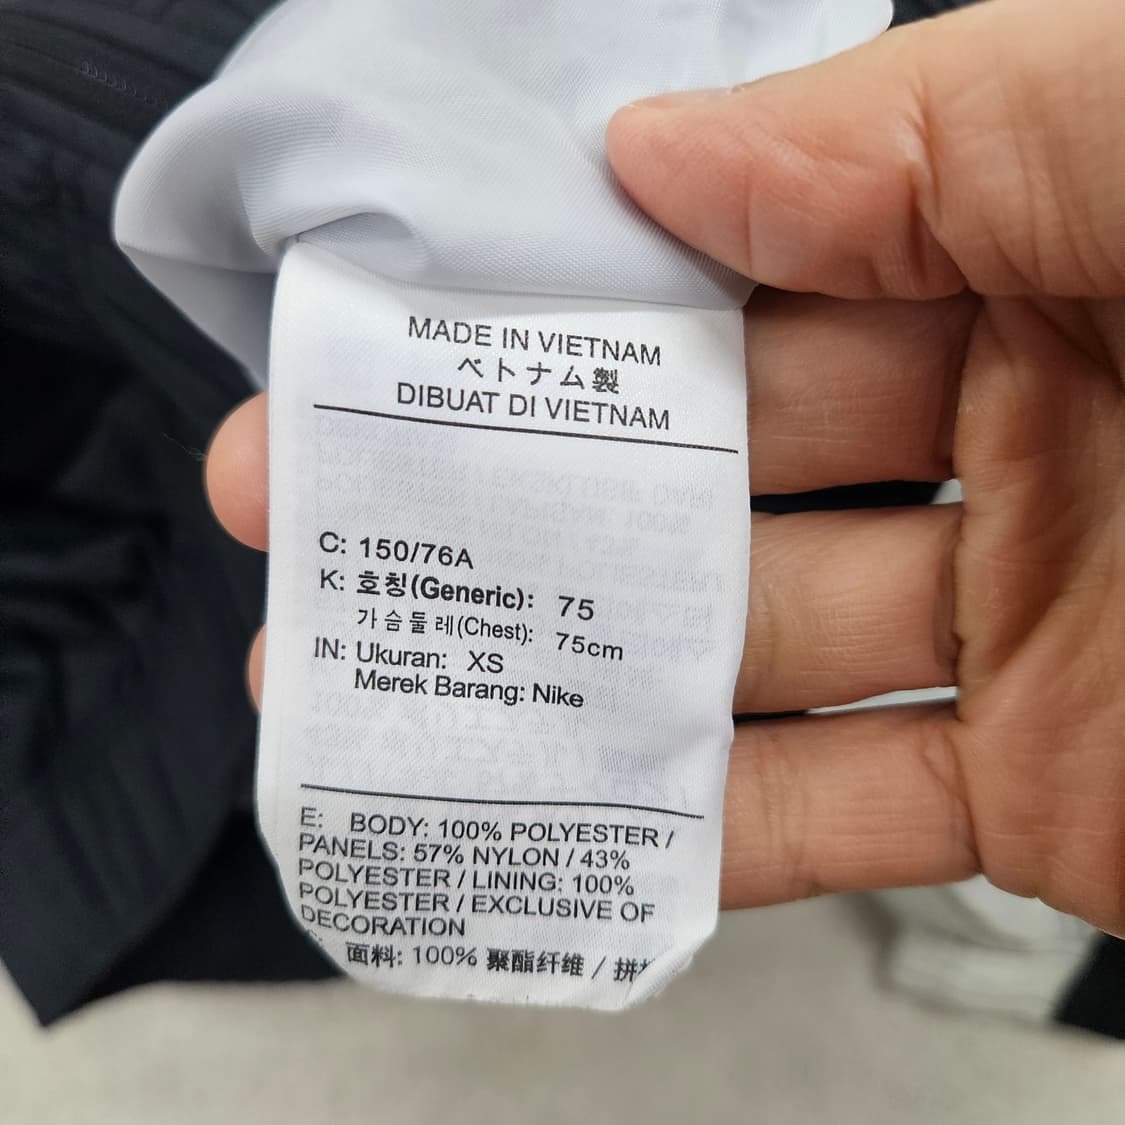 MADE IN VIETNAM
ベトナム製
DIBUAT DI VIETNAM
C: 150/76A
K: 호칭(Generic): 75
가슴둘레(Chest): 75cm
IN: Ukuran: XS
Merek Barang: Nike
E: BODY: 100% POLYESTER /
PANELS: 57% NYLON / 43%
POLYESTER / LINING: 100%
POLYESTER / EXCLUSIVE OF
DECORATION
面料: 100% 聚酯纤维 / 拼